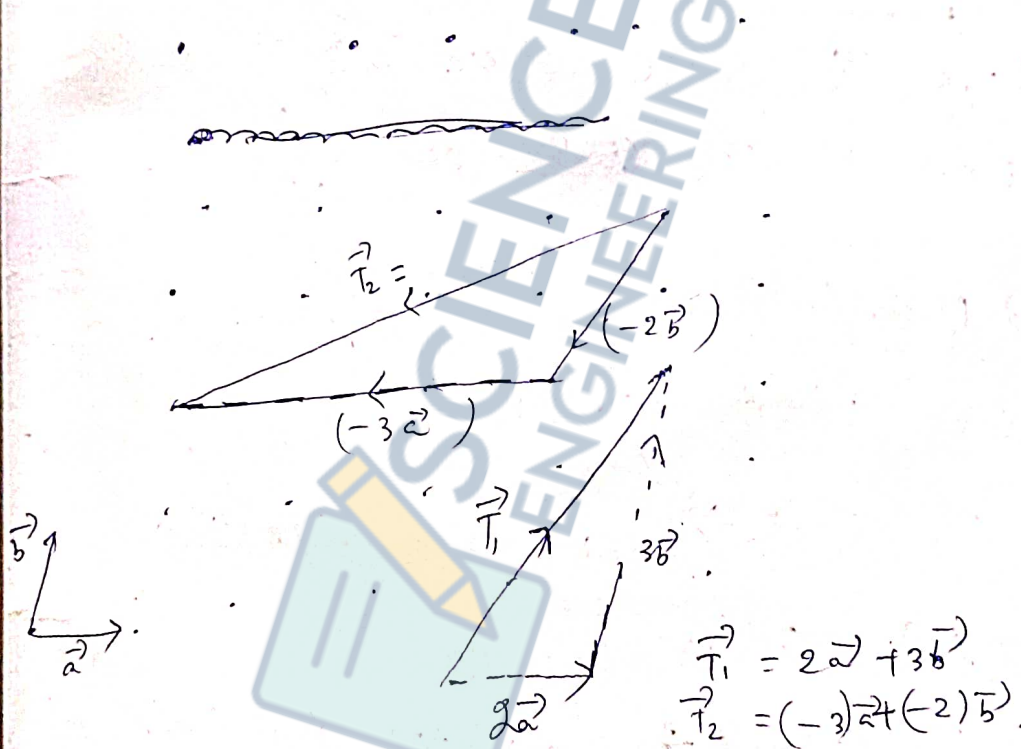 SCIENCE
ENGINEERING
T⃗₂ =
(−2b⃗)
(−3a⃗)
T⃗₁
3b⃗
b⃗
a⃗
2a⃗
T⃗₁ = 2a⃗ + 3b⃗
T⃗₂ = (−3)a⃗ + (−2)b⃗.